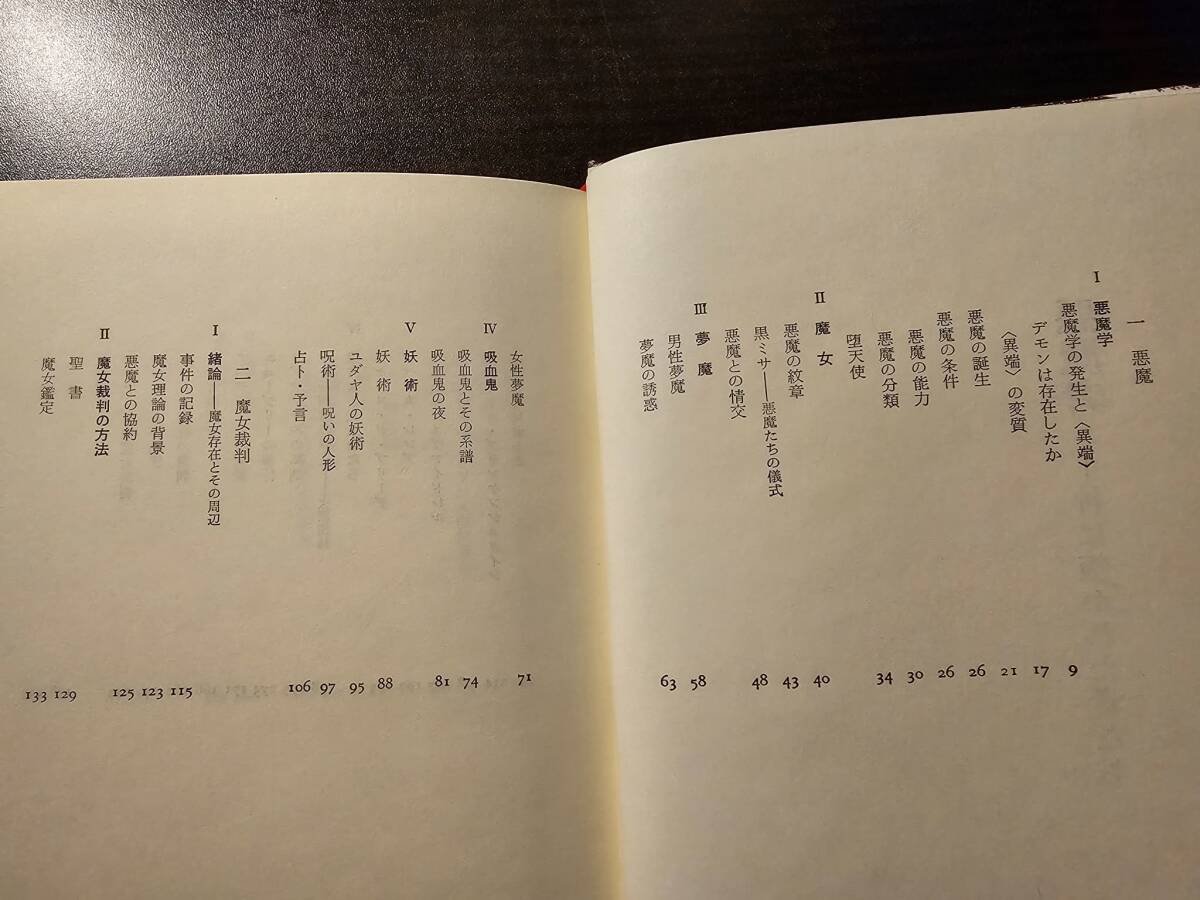 一 悪魔
I 悪魔学
悪魔学の発生と〈異端〉 9
デモンは存在したか 17
〈異端〉の変質 21
悪魔の誕生 26
悪魔の条件 26
悪魔の能力 30
悪魔の分類 34
堕天使
II 魔女 40
悪魔の紋章 43
黒ミサ——悪魔たちの儀式 48
悪魔との情交
III 夢魔 58
男性夢魔 63
夢魔の誘惑
女性夢魔 71
IV 吸血鬼
吸血鬼とその系譜 74
吸血鬼の夜 81
V 妖術
妖術 88
ユダヤ人の妖術 95
呪術——呪いの人形 97
占卜・予言 106
二 魔女裁判
I 緒論——魔女存在とその周辺
事件の記録 115
魔女理論の背景 123
悪魔との協約 125
II 魔女裁判の方法
聖書 129
魔女鑑定 133